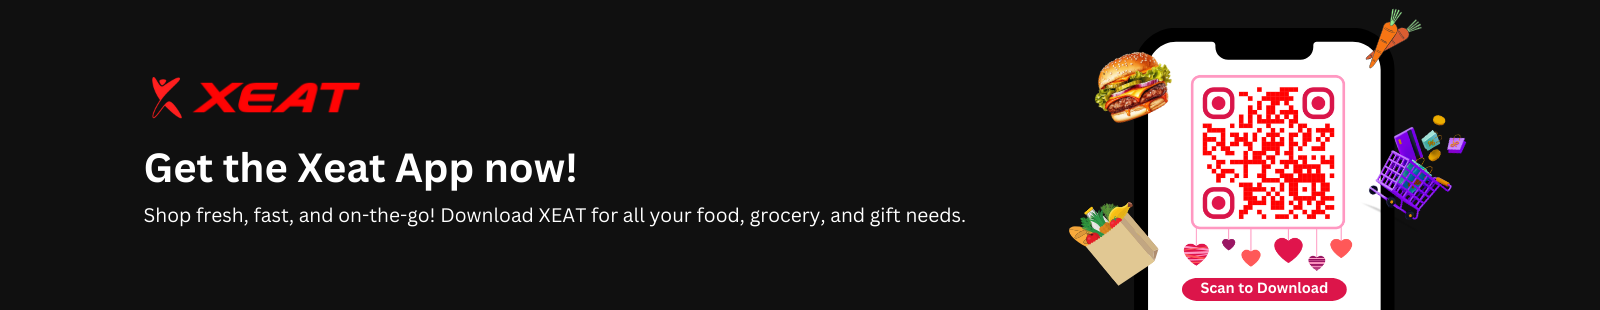 XEAT
Get the Xeat App now!
Shop fresh, fast, and on-the-go! Download XEAT for all your food, grocery, and gift needs.
Scan to Download